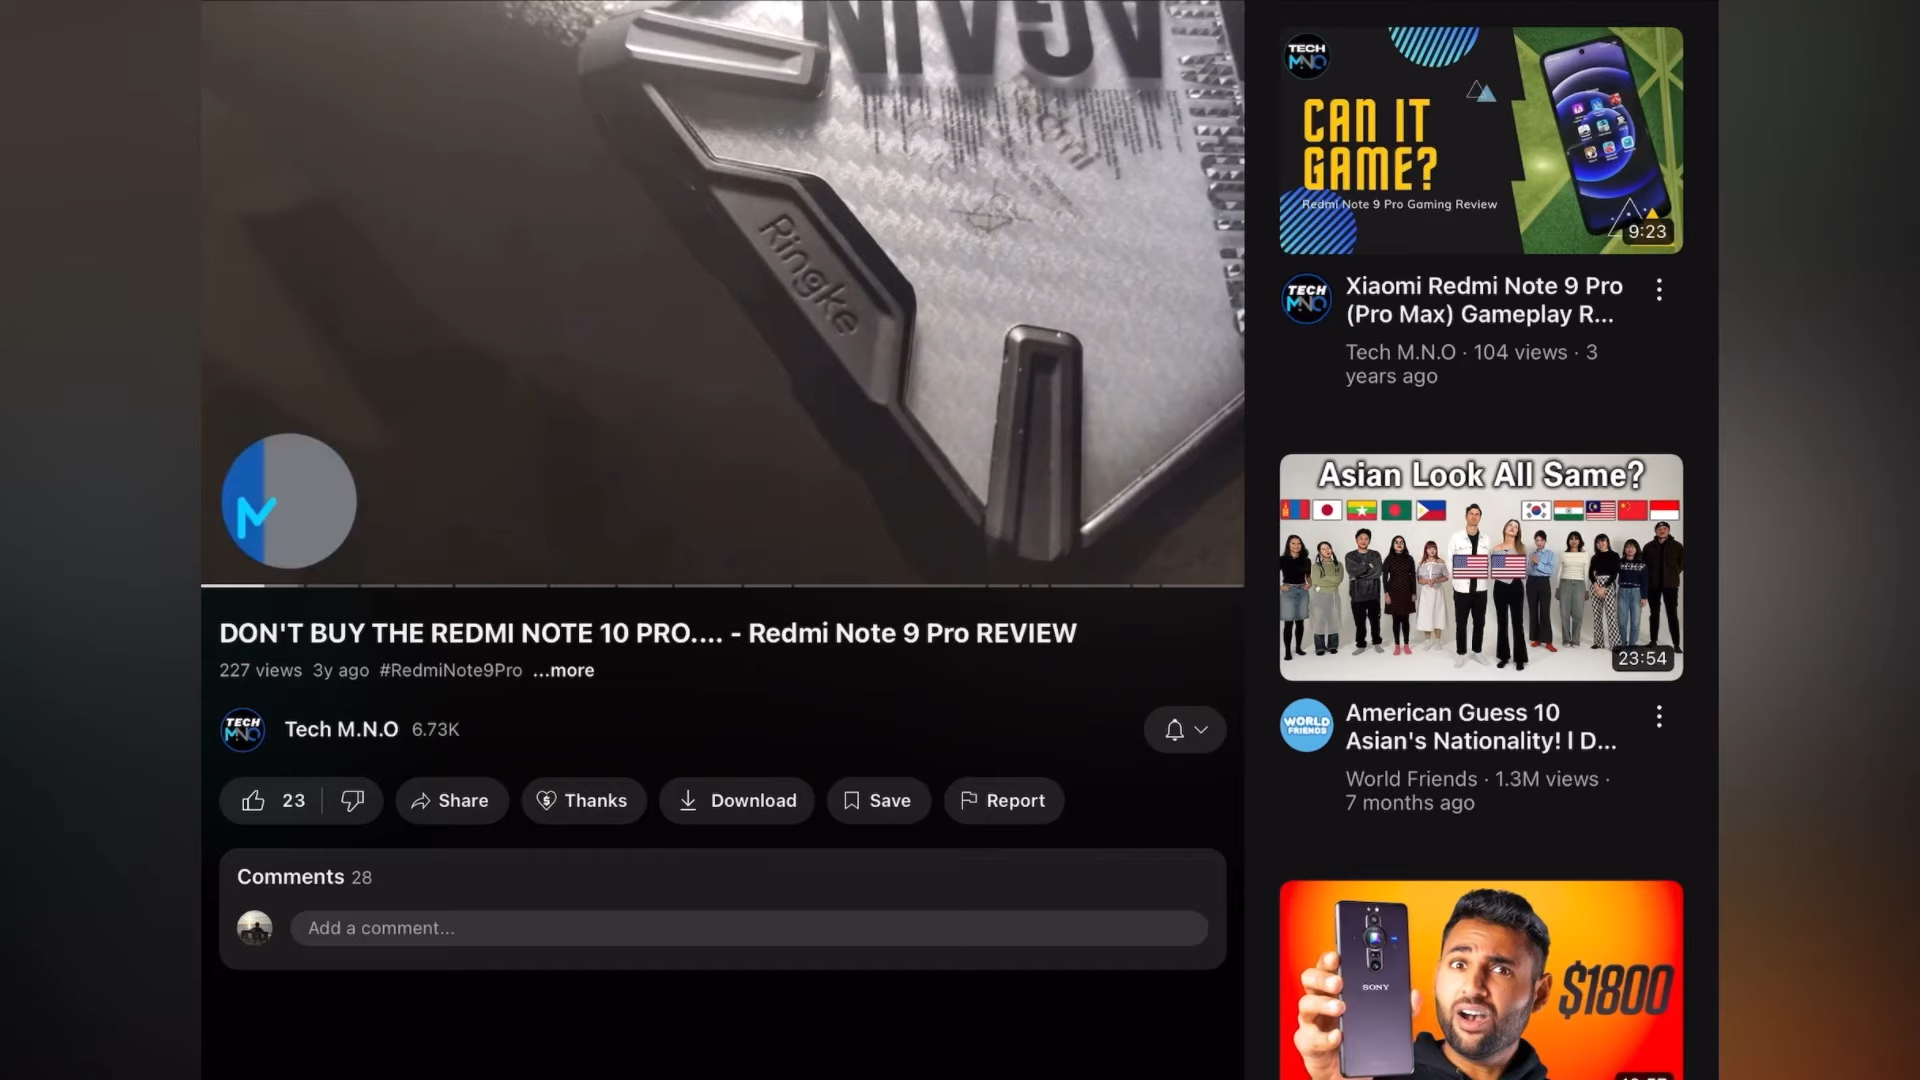 AGAIN
redmi
Ringke
DON'T BUY THE REDMI NOTE 10 PRO.... - Redmi Note 9 Pro REVIEW
227 views 3y ago #RedmiNote9Pro ...more
TECH
MNO
Tech M.N.O 6.73K
23
Share
Thanks
Download
Save
Report
Comments 28
Add a comment...
TECH
MNO
CAN IT
GAME?
Redmi Note 9 Pro Gaming Review
9:23
TECH
MNO
Xiaomi Redmi Note 9 Pro
(Pro Max) Gameplay R...
Tech M.N.O · 104 views · 3
years ago
Asian Look All Same?
23:54
WORLD
FRIENDS
American Guess 10
Asian's Nationality! l D...
World Friends · 1.3M views ·
7 months ago
SONY
$1800